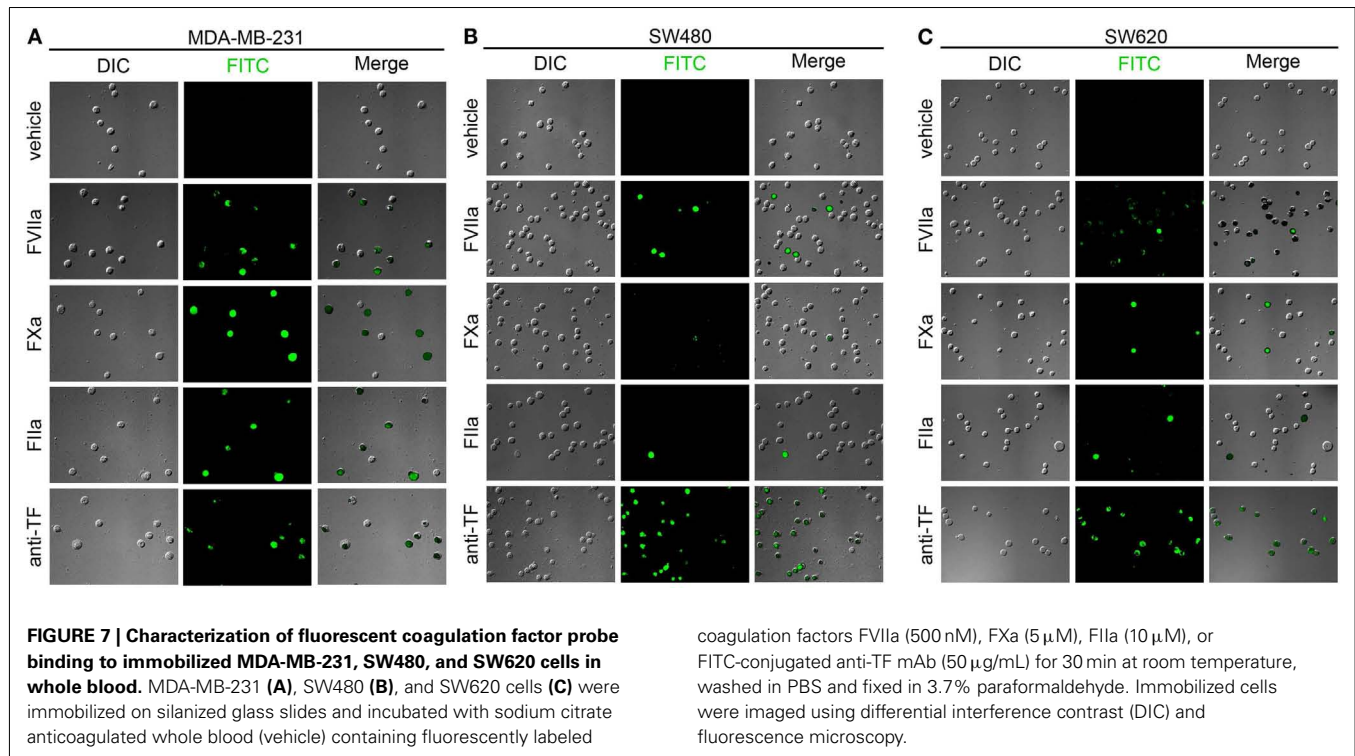 A
MDA-MB-231
DIC FITC Merge
vehicle
FVIIa
FXa
FIIa
anti-TF
B
SW480
DIC FITC Merge
vehicle
FVIIa
FXa
FIIa
anti-TF
C
SW620
DIC FITC Merge
vehicle
FVIIa
FXa
FIIa
anti-TF
FIGURE 7 | Characterization of fluorescent coagulation factor probe
binding to immobilized MDA-MB-231, SW480, and SW620 cells in
whole blood. MDA-MB-231 (A), SW480 (B), and SW620 cells (C) were
immobilized on silanized glass slides and incubated with sodium citrate
anticoagulated whole blood (vehicle) containing fluorescently labeled
coagulation factors FVIIa (500 nM), FXa (5 μM), FIIa (10 μM), or
FITC-conjugated anti-TF mAb (50 μg/mL) for 30 min at room temperature,
washed in PBS and fixed in 3.7% paraformaldehyde. Immobilized cells
were imaged using differential interference contrast (DIC) and
fluorescence microscopy.